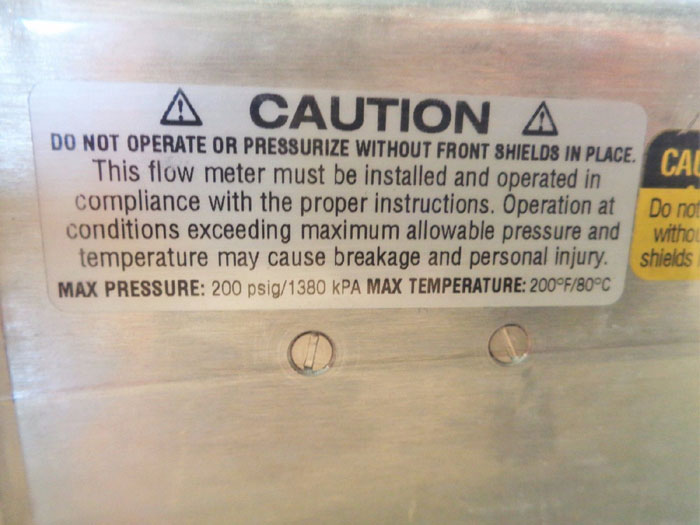 CAUTION
DO NOT OPERATE OR PRESSURIZE WITHOUT FRONT SHIELDS IN PLACE.
This flow meter must be installed and operated in
compliance with the proper instructions. Operation at
conditions exceeding maximum allowable pressure and
temperature may cause breakage and personal injury.
MAX PRESSURE: 200 psig/1380 kPA MAX TEMPERATURE: 200°F/80°C
Do not
shields